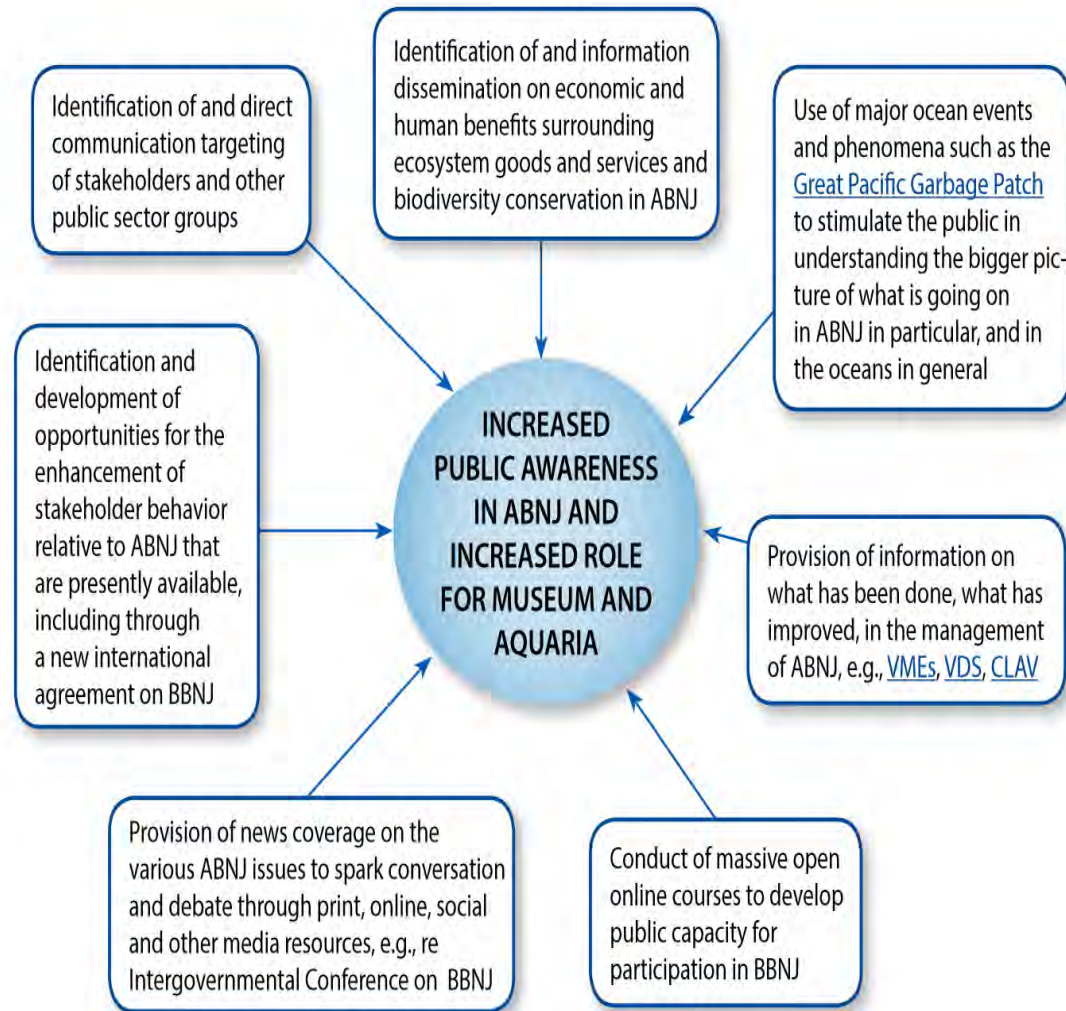 Identification of and direct
communication targeting
of stakeholders and other
public sector groups
Identification of and information
dissemination on economic and
human benefits surrounding
ecosystem goods and services and
biodiversity conservation in ABNJ
Use of major ocean events
and phenomena such as the
Great Pacific Garbage Patch
to stimulate the public in
understanding the bigger pic-
ture of what is going on
in ABNJ in particular, and in
the oceans in general
Identification and
development of
opportunities for the
enhancement of
stakeholder behavior
relative to ABNJ that
are presently available,
including through
a new international
agreement on BBNJ
INCREASED
PUBLIC AWARENESS
IN ABNJ AND
INCREASED ROLE
FOR MUSEUM AND
AQUARIA
Provision of information on
what has been done, what has
improved, in the management
of ABNJ, e.g., VMEs, VDS, CLAV
Provision of news coverage on the
various ABNJ issues to spark conversation
and debate through print, online, social
and other media resources, e.g., re
Intergovernmental Conference on BBNJ
Conduct of massive open
online courses to develop
public capacity for
participation in BBNJ